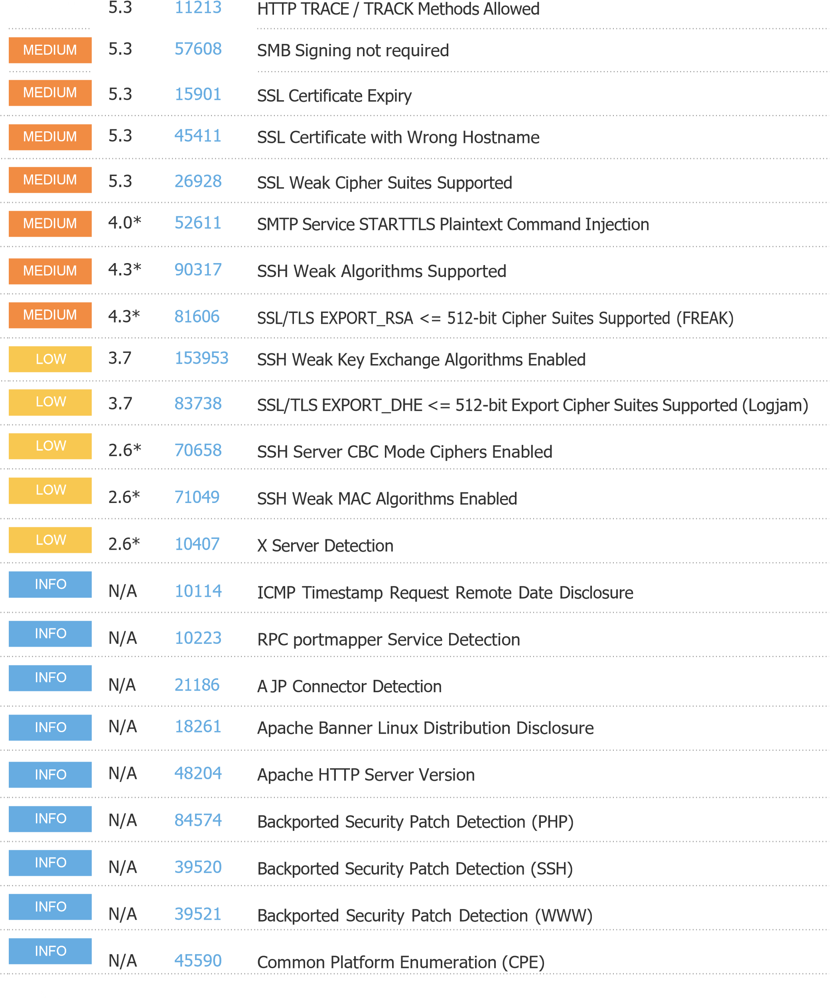 5.3 11213 HTTP TRACE / TRACK Methods Allowed
MEDIUM 5.3 57608 SMB Signing not required
MEDIUM 5.3 15901 SSL Certificate Expiry
MEDIUM 5.3 45411 SSL Certificate with Wrong Hostname
MEDIUM 5.3 26928 SSL Weak Cipher Suites Supported
MEDIUM 4.0* 52611 SMTP Service STARTTLS Plaintext Command Injection
MEDIUM 4.3* 90317 SSH Weak Algorithms Supported
MEDIUM 4.3* 81606 SSL/TLS EXPORT_RSA <= 512-bit Cipher Suites Supported (FREAK)
LOW 3.7 153953 SSH Weak Key Exchange Algorithms Enabled
LOW 3.7 83738 SSL/TLS EXPORT_DHE <= 512-bit Export Cipher Suites Supported (Logjam)
LOW 2.6* 70658 SSH Server CBC Mode Ciphers Enabled
LOW 2.6* 71049 SSH Weak MAC Algorithms Enabled
LOW 2.6* 10407 X Server Detection
INFO N/A 10114 ICMP Timestamp Request Remote Date Disclosure
INFO N/A 10223 RPC portmapper Service Detection
INFO N/A 21186 AJP Connector Detection
INFO N/A 18261 Apache Banner Linux Distribution Disclosure
INFO N/A 48204 Apache HTTP Server Version
INFO N/A 84574 Backported Security Patch Detection (PHP)
INFO N/A 39520 Backported Security Patch Detection (SSH)
INFO N/A 39521 Backported Security Patch Detection (WWW)
INFO N/A 45590 Common Platform Enumeration (CPE)